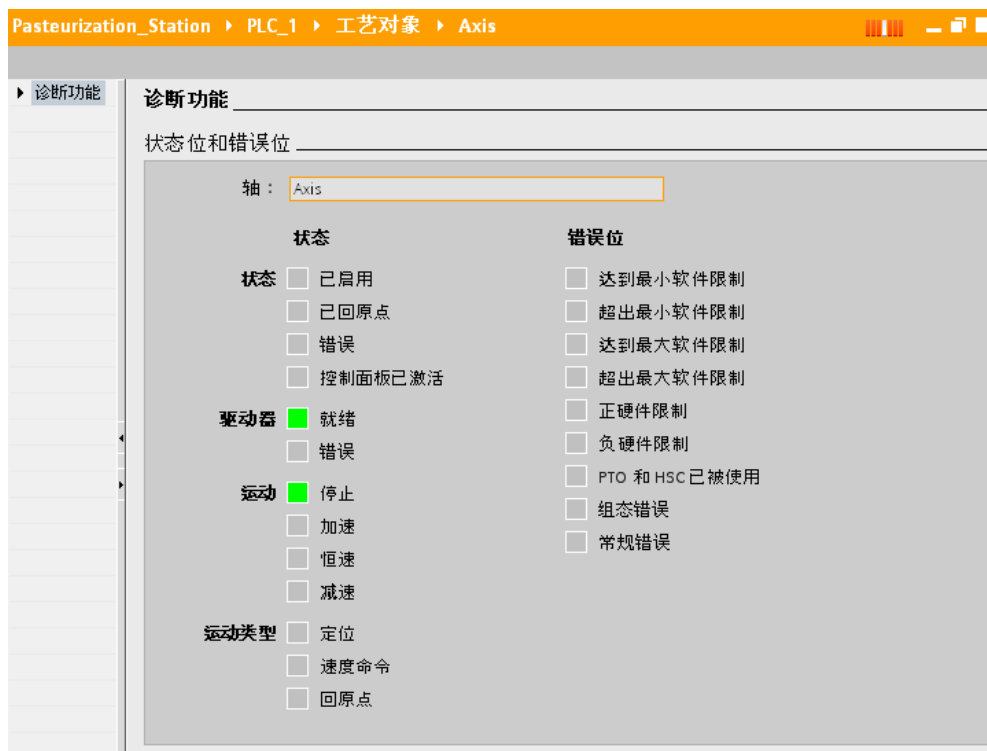 Pasteurization_Station ▸ PLC_1 ▸ 工艺对象 ▸ Axis
诊断功能
诊断功能
状态位和错误位
轴： Axis
状态 错误位
状态 已启用 达到最小软件限制
已回原点 超出最小软件限制
错误 达到最大软件限制
控制面板已激活 超出最大软件限制
驱动器 就绪 正硬件限制
错误 负硬件限制
运动 停止 PTO 和 HSC 已被使用
加速 组态错误
恒速 常规错误
减速
运动类型 定位
速度命令
回原点